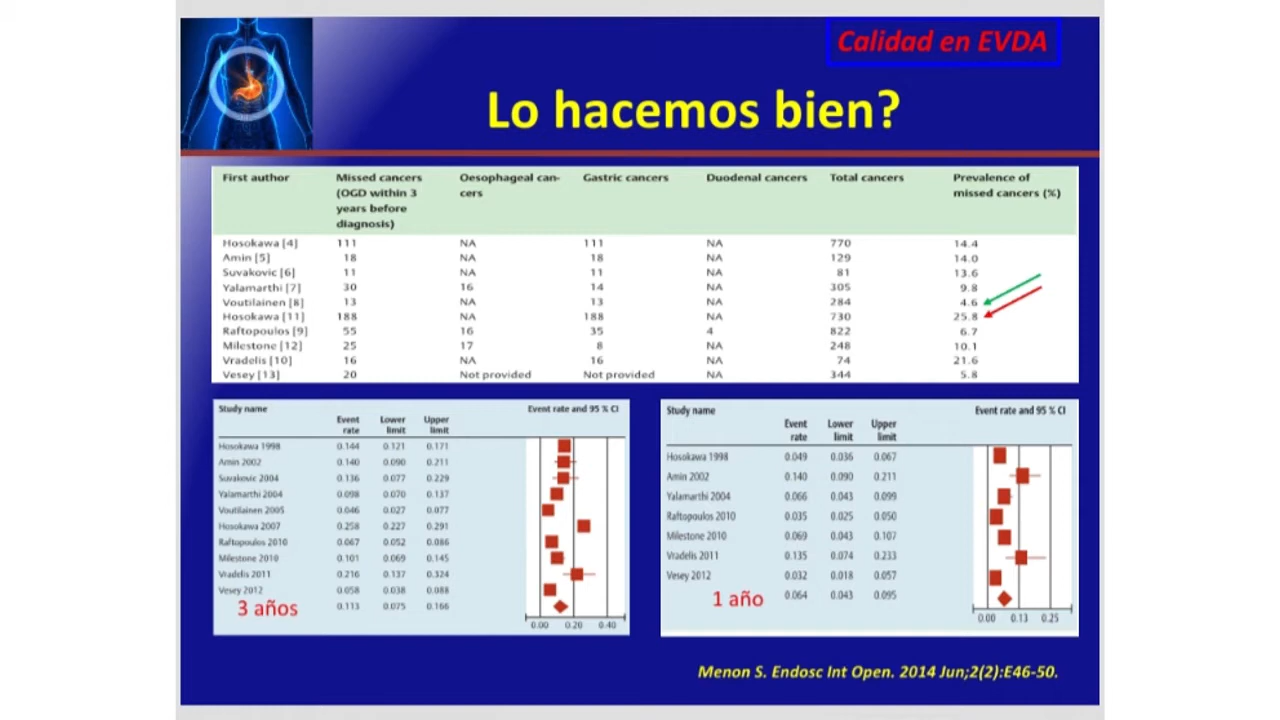 Calidad en EVDA
Lo hacemos bien?
First author Missed cancers (OGD within 3 years before diagnosis) Oesophageal can- cers Gastric cancers Duodenal cancers Total cancers Prevalence of missed cancers (%)
Hosokawa [4] 111 NA 111 NA 770 14.4
Amin [5] 18 NA 18 NA 129 14.0
Suvakovic [6] 11 NA 11 NA 81 13.6
Yalamarthi [7] 30 16 14 NA 305 9.8
Voutilainen [8] 13 NA 13 NA 284 4.6
Hosokawa [11] 188 NA 188 NA 730 25.8
Raftopoulos [9] 55 16 35 4 822 6.7
Milestone [12] 25 17 8 NA 248 10.1
Vradelis [10] 16 NA 16 NA 74 21.6
Vesey [13] 20 Not provided Not provided NA 344 5.8
Study name Event rate Lower limit Upper limit Event rate and 95 % CI
Hosokawa 1998 0.144 0.121 0.171
Amin 2002 0.140 0.090 0.211
Suvakovic 2004 0.136 0.077 0.229
Yalamarthi 2004 0.098 0.070 0.137
Voutilainen 2005 0.046 0.027 0.077
Hosokawa 2007 0.258 0.227 0.291
Raftopoulos 2010 0.067 0.052 0.086
Milestone 2010 0.101 0.069 0.145
Vradelis 2011 0.216 0.137 0.324
Vesey 2012 0.058 0.038 0.088
3 años 0.113 0.075 0.166
0.00 0.20 0.40
Study name Event rate Lower limit Upper limit Event rate and 95 % CI
Hosokawa 1998 0.049 0.036 0.067
Amin 2002 0.140 0.090 0.211
Yalamarthi 2004 0.066 0.043 0.099
Raftopoulos 2010 0.035 0.025 0.050
Milestone 2010 0.069 0.043 0.107
Vradelis 2011 0.135 0.074 0.233
Vesey 2012 0.032 0.018 0.057
1 año 0.064 0.043 0.095
0.00 0.13 0.25
Menon S. Endosc Int Open. 2014 Jun;2(2):E46-50.